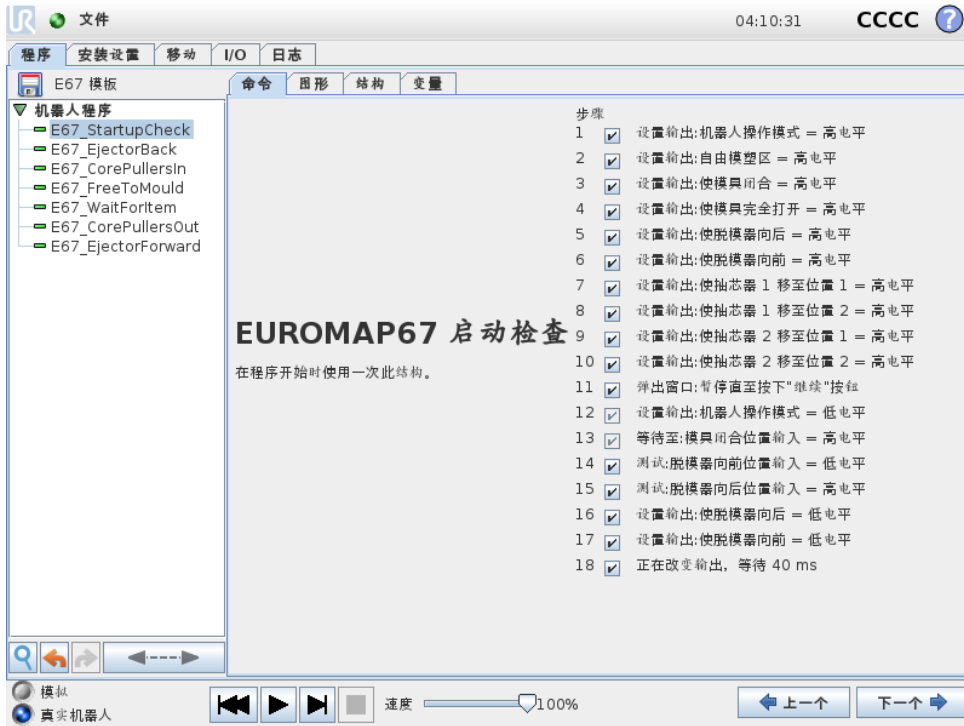 UR 文件 04:10:31 CCCC ?
程序 安装设置 移动 I/O 日志
E67 模板
命令 图形 结构 变量
机器人程序
E67_StartupCheck
E67_EjectorBack
E67_CorePullersIn
E67_FreeToMould
E67_WaitForItem
E67_CorePullersOut
E67_EjectorForward
EUROMAP67 启动检查
在程序开始时使用一次此结构。
步骤
1 设置输出:机器人操作模式 = 高电平
2 设置输出:自由模塑区 = 高电平
3 设置输出:使模具闭合 = 高电平
4 设置输出:使模具完全打开 = 高电平
5 设置输出:使脱模器向后 = 高电平
6 设置输出:使脱模器向前 = 高电平
7 设置输出:使抽芯器 1 移至位置 1 = 高电平
8 设置输出:使抽芯器 1 移至位置 2 = 高电平
9 设置输出:使抽芯器 2 移至位置 1 = 高电平
10 设置输出:使抽芯器 2 移至位置 2 = 高电平
11 弹出窗口:暂停直至按下"继续"按钮
12 设置输出:机器人操作模式 = 低电平
13 等待至:模具闭合位置输入 = 高电平
14 测试:脱模器向前位置输入 = 低电平
15 测试:脱模器向后位置输入 = 高电平
16 设置输出:使脱模器向后 = 低电平
17 设置输出:使脱模器向前 = 低电平
18 正在改变输出，等待 40 ms
模拟
真实机器人
速度 100%
上一个 下一个